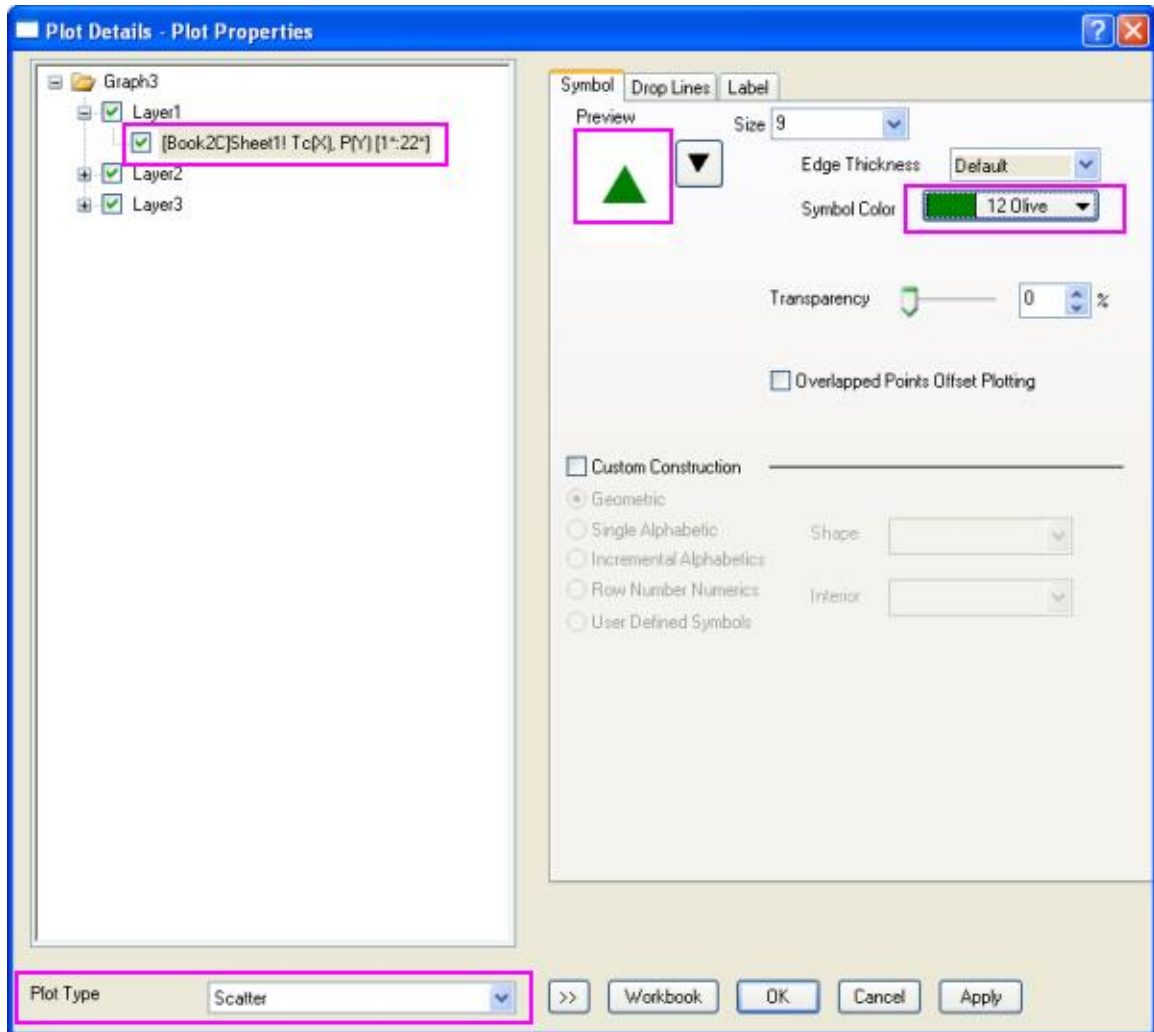 Plot Details - Plot Properties
Graph3
Layer1
[Book2C]Sheet1! Tc(X), P(Y) [1*:22*]
Layer2
Layer3
Symbol Drop Lines Label
Preview
Size 9
Edge Thickness Default
Symbol Color 12 Olive
Transparency 0 %
Overlapped Points Offset Plotting
Custom Construction
Geometric
Single Alphabetic
Shape
Incremental Alphabetics
Row Number Numerics
Interior
User Defined Symbols
Plot Type Scatter >> Workbook OK Cancel Apply